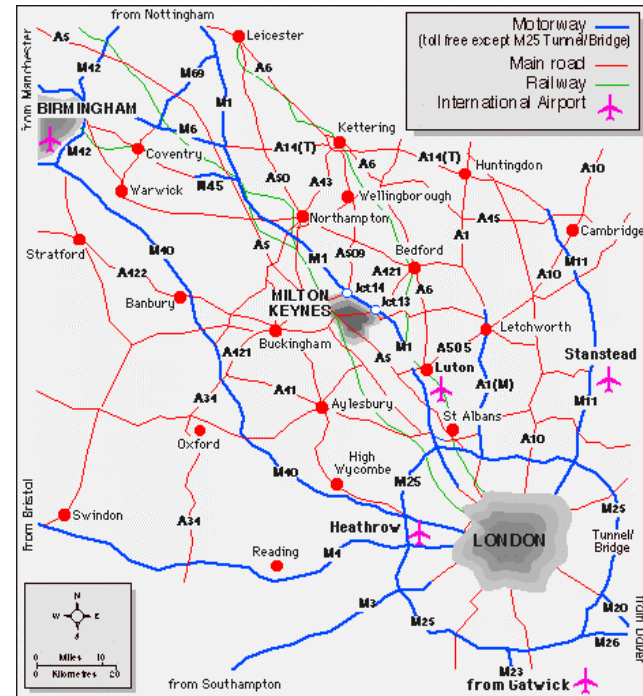 from Nottingham
Motorway
(toll free except M25 Tunnel/Bridge)
Main road
Railway
International Airport
from Manchester
A5
Leicester
M42
M69
A6
M1
BIRMINGHAM
M6
Kettering
M42
Coventry
A14(T)
A6
A14(T)
Huntingdon
A10
M45
A50
A43
Warwick
Wellingborough
Northampton
A45
A1
Cambridge
Stratford
M40
A5
M1
A509
Bedford
M11
A422
A421
A10
Jct14
A6
Banbury
MILTON
KEYNES
Jct13
Letchworth
Buckingham
M1
A505
A421
A5
Luton
Stanstead
A34
A41
A1(M)
Aylesbury
St Albans
M11
Oxford
A10
High
Wycombe
M40
M25
from Bristol
Swindon
M25
A34
Heathrow
LONDON
Tunnel/
Bridge
Reading
M4
M3
M20
M25
M26
from Dover
M23
from Southampton
from Gatwick
N
W E
S
0 Miles 10
0 Kilometres 20